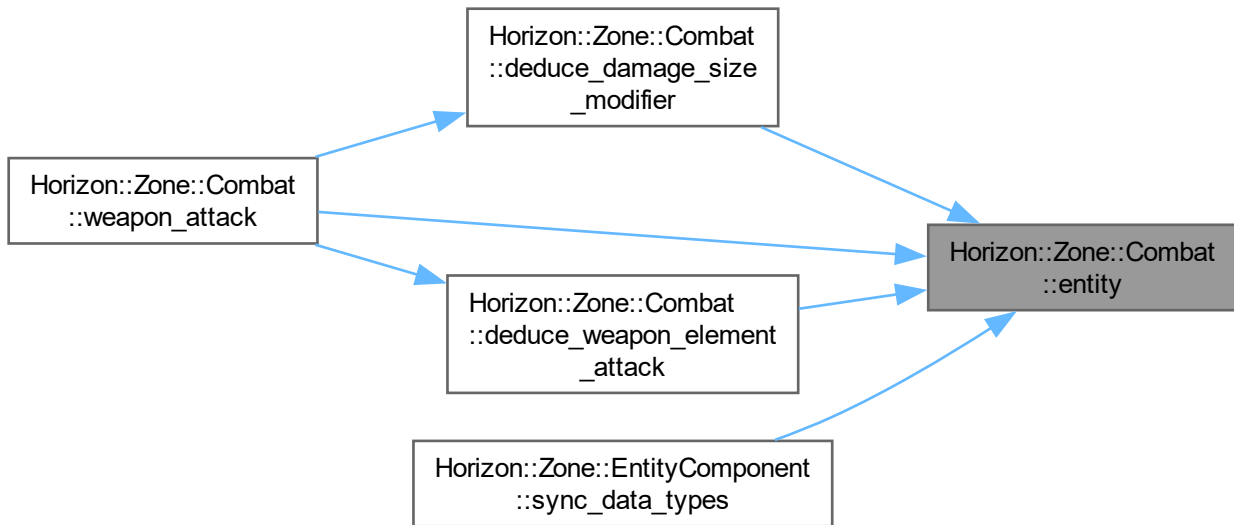 Horizon::Zone::Combat
::deduce_damage_size
_modifier
Horizon::Zone::Combat
::weapon_attack
Horizon::Zone::Combat
::entity
Horizon::Zone::Combat
::deduce_weapon_element
_attack
Horizon::Zone::EntityComponent
::sync_data_types